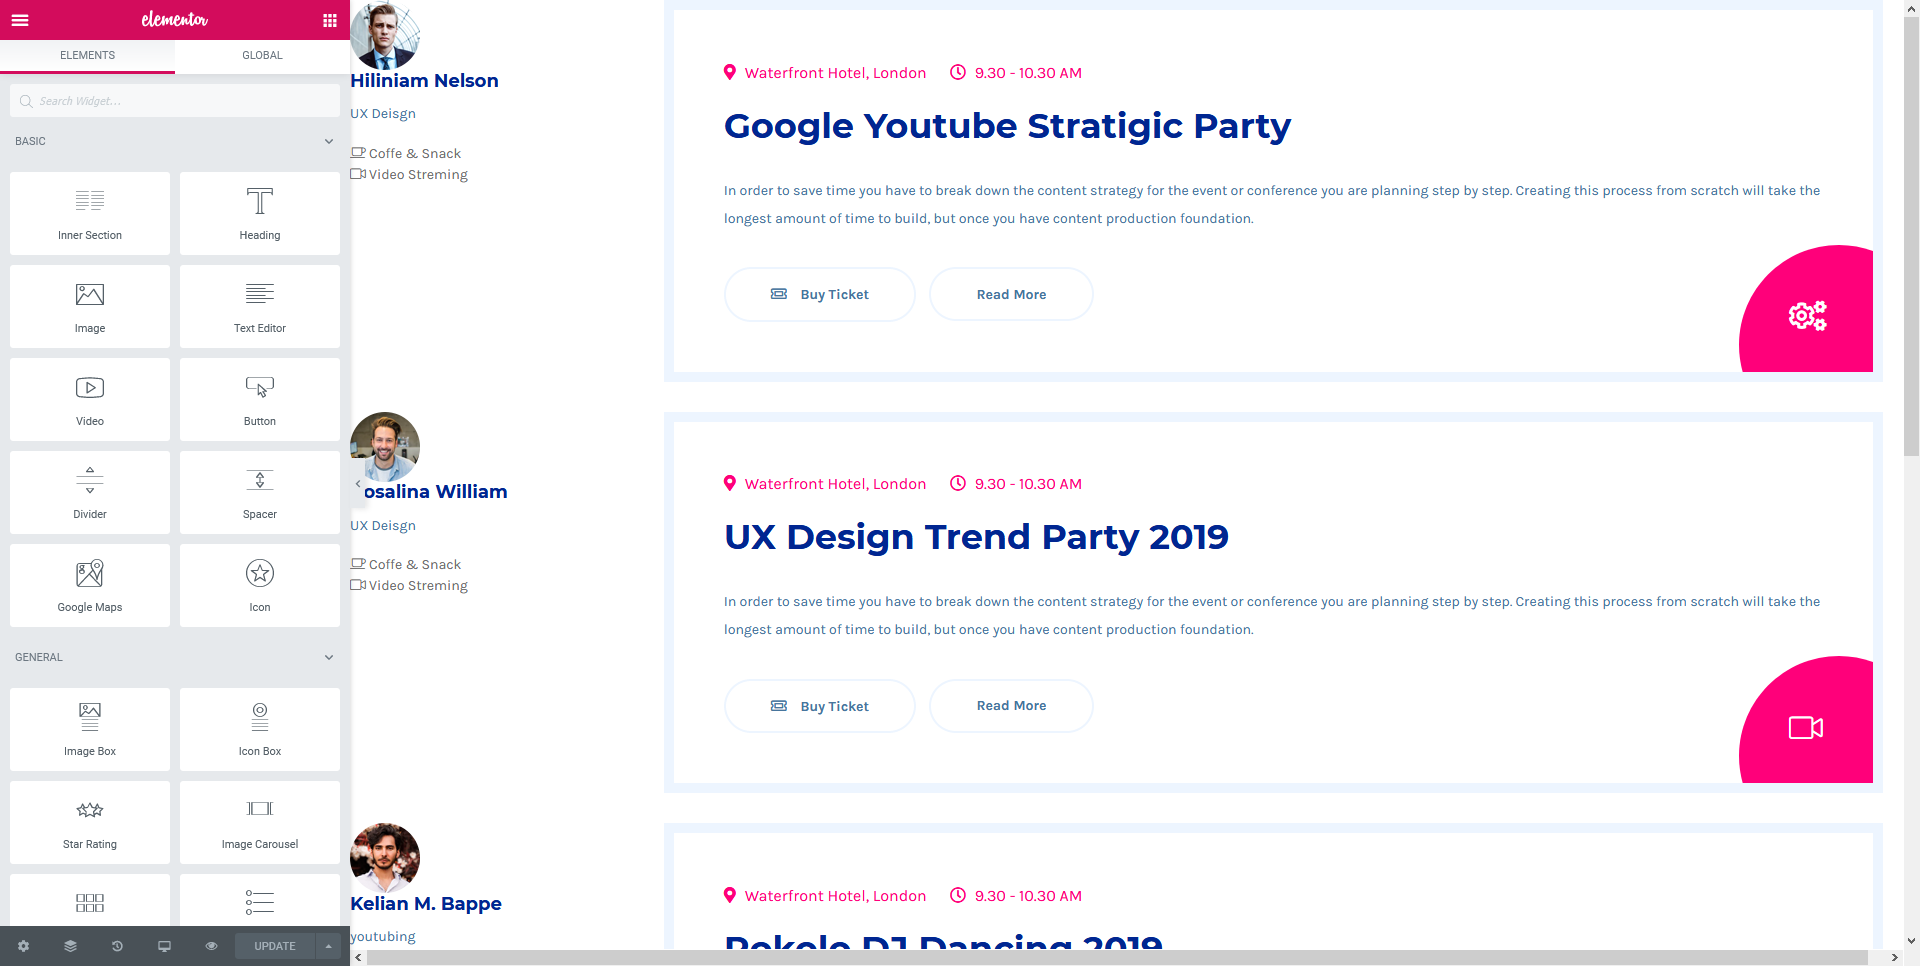 elementor
ELEMENTS
GLOBAL
Search Widget...
BASIC
Inner Section
Heading
Image
Text Editor
Video
Button
Divider
Spacer
Google Maps
Icon
GENERAL
Image Box
Icon Box
Star Rating
Image Carousel
UPDATE
Hiliniam Nelson
UX Deisgn
Coffe & Snack
Video Streming
Waterfront Hotel, London
9.30 - 10.30 AM
Google Youtube Stratigic Party
In order to save time you have to break down the content strategy for the event or conference you are planning step by step. Creating this process from scratch will take the
longest amount of time to build, but once you have content production foundation.
Buy Ticket
Read More
osalina William
UX Deisgn
Coffe & Snack
Video Streming
Waterfront Hotel, London
9.30 - 10.30 AM
UX Design Trend Party 2019
In order to save time you have to break down the content strategy for the event or conference you are planning step by step. Creating this process from scratch will take the
longest amount of time to build, but once you have content production foundation.
Buy Ticket
Read More
Kelian M. Bappe
youtubing
Waterfront Hotel, London
9.30 - 10.30 AM
DJ Dancing 2019